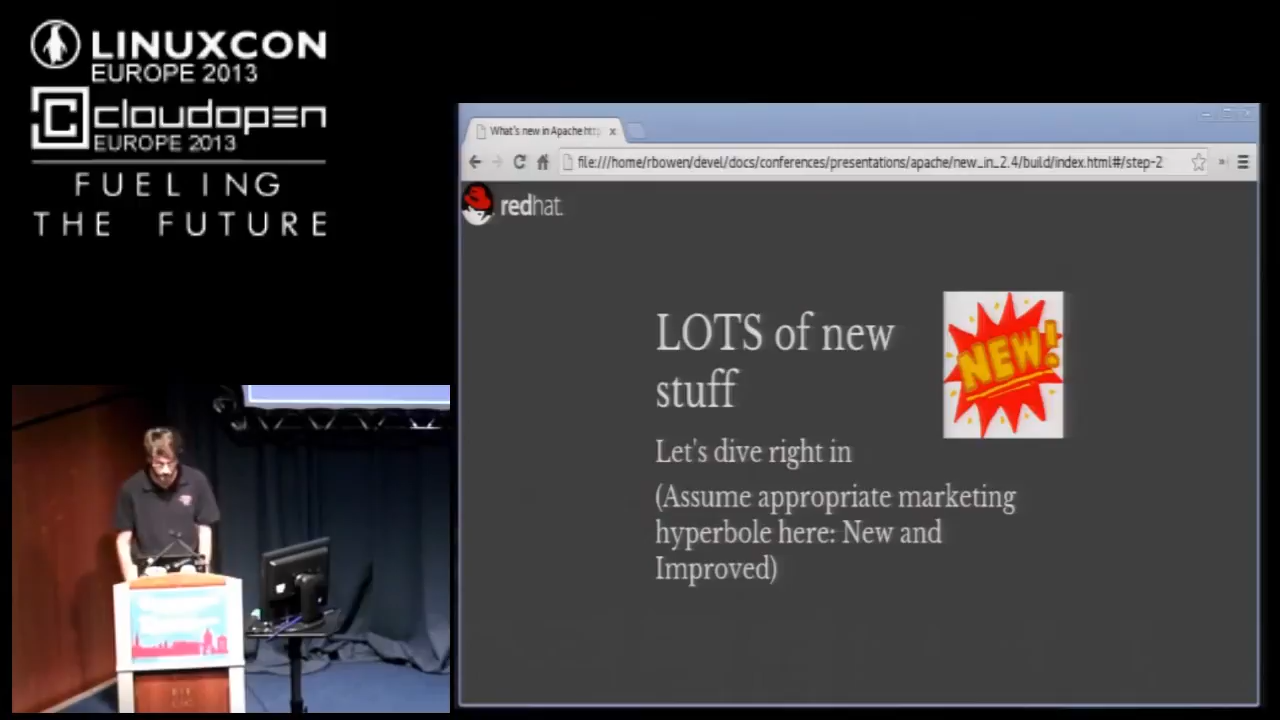 LINUXCON
EUROPE 2013
cloudopen
EUROPE 2013
FUELING
THE FUTURE
What's new in Apache
file:///home/rbowen/devel/docs/conferences/presentations/apache/new_in_2.4/build/index.html#/step-2
redhat.
LOTS of new
stuff
NEW!
Let's dive right in
(Assume appropriate marketing
hyperbole here: New and
Improved)